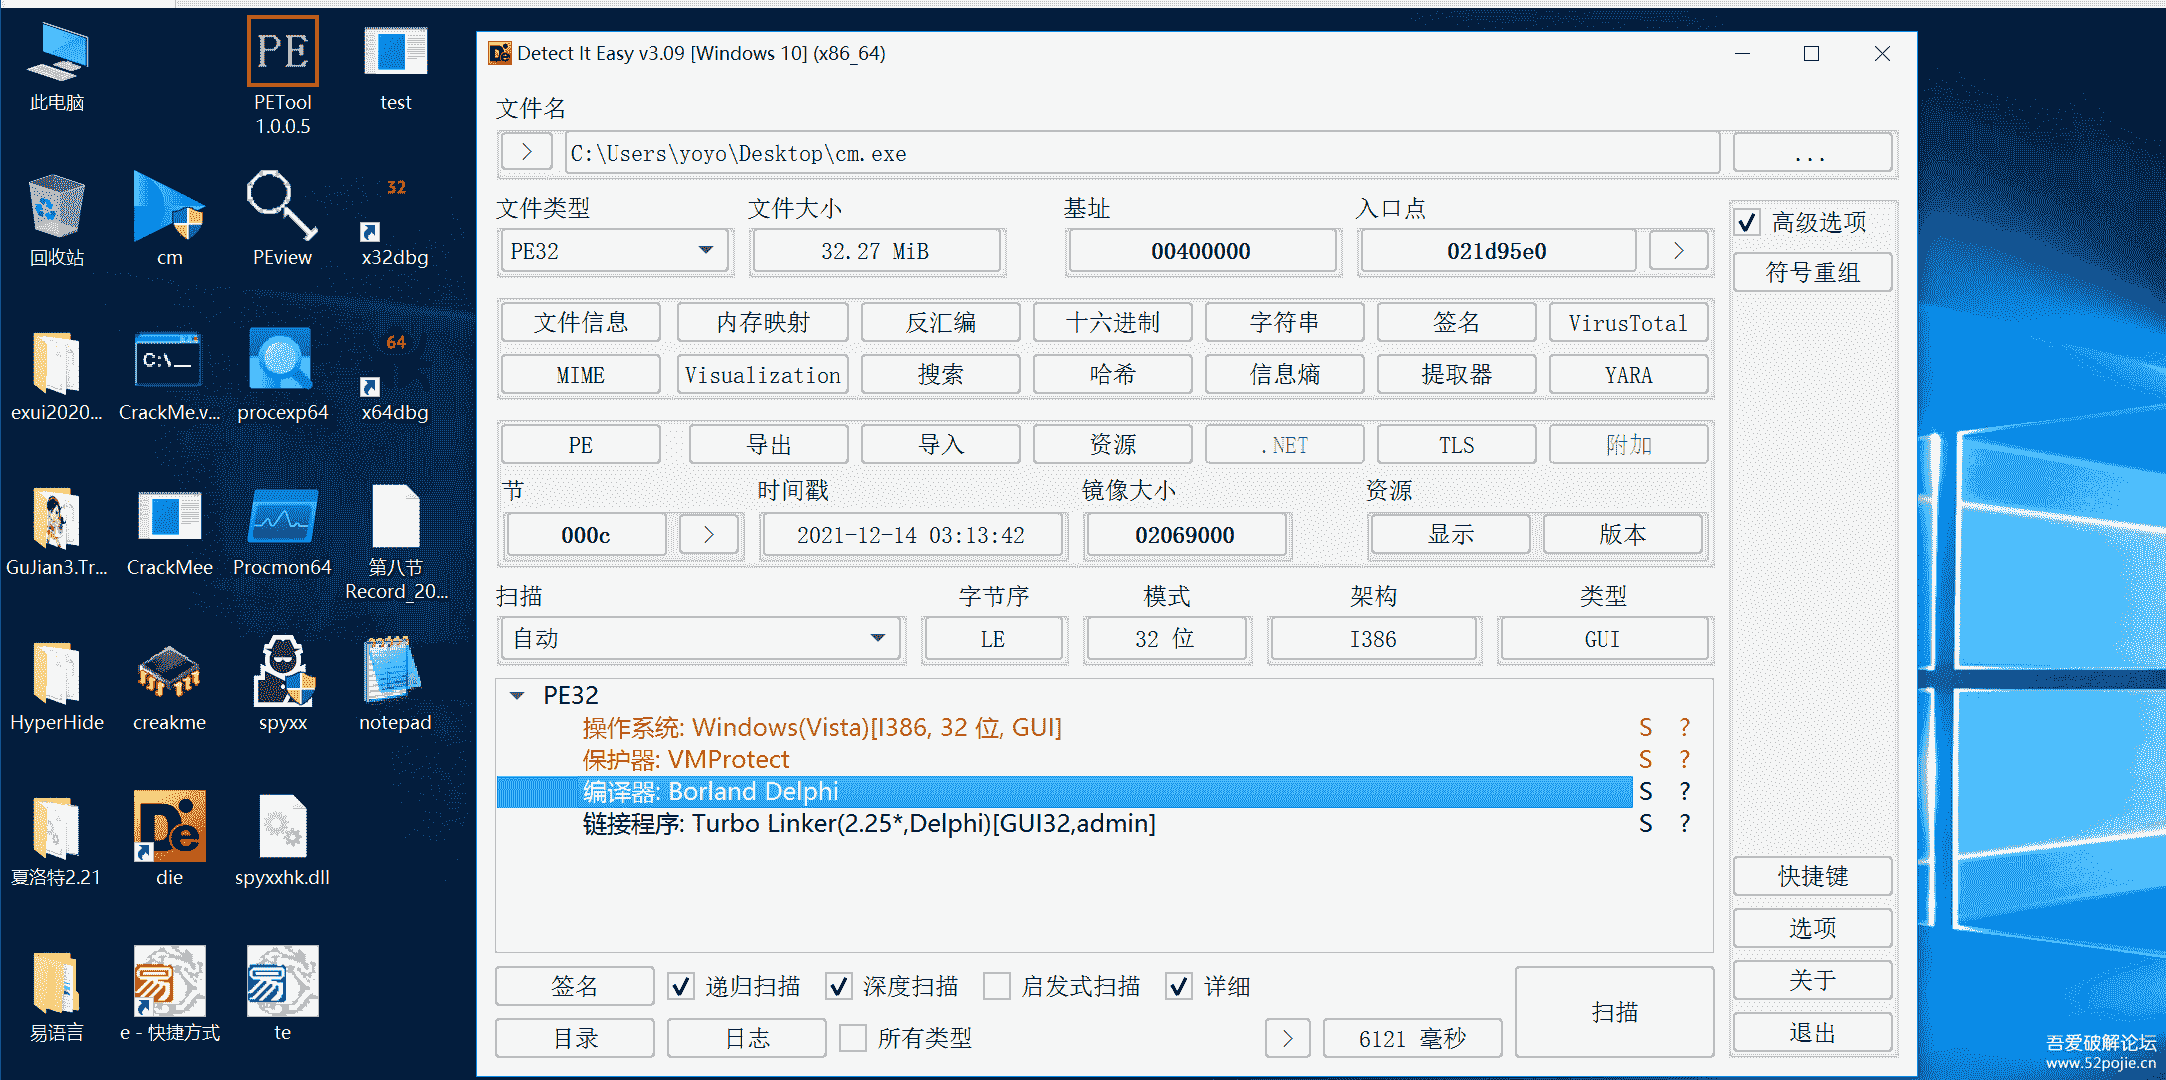 此电脑
PE
PETool
1.0.0.5
test
回收站
cm
PEview
32
x32dbg
exui2020...
C:\__
CrackMe.v...
procexp64
64
x64dbg
GuJian3.Tr...
CrackMee
Procmon64
第八节
Record_20...
HyperHide
creakme
spyxx
notepad
夏洛特2.21
De
die
spyxxhk.dll
易语言
易
e - 快捷方式
易
te
De
Detect It Easy v3.09 [Windows 10] (x86_64)
文件名
>
C:\Users\yoyo\Desktop\cm.exe
...
文件类型
文件大小
基址
入口点
PE32
32.27 MiB
00400000
021d95e0
>
高级选项
符号重组
文件信息
内存映射
反汇编
十六进制
字符串
签名
VirusTotal
MIME
Visualization
搜索
哈希
信息熵
提取器
YARA
PE
导出
导入
资源
.NET
TLS
附加
节
时间戳
镜像大小
资源
000c
>
2021-12-14 03:13:42
02069000
显示
版本
扫描
字节序
模式
架构
类型
自动
LE
32 位
I386
GUI
PE32
操作系统: Windows(Vista)[I386, 32 位, GUI] S ?
保护器: VMProtect S ?
编译器: Borland Delphi S ?
链接程序: Turbo Linker(2.25*,Delphi)[GUI32,admin] S ?
签名
递归扫描
深度扫描
启发式扫描
详细
目录
日志
所有类型
>
6121 毫秒
扫描
快捷键
选项
关于
退出
吾爱破解论坛
www.52pojie.cn